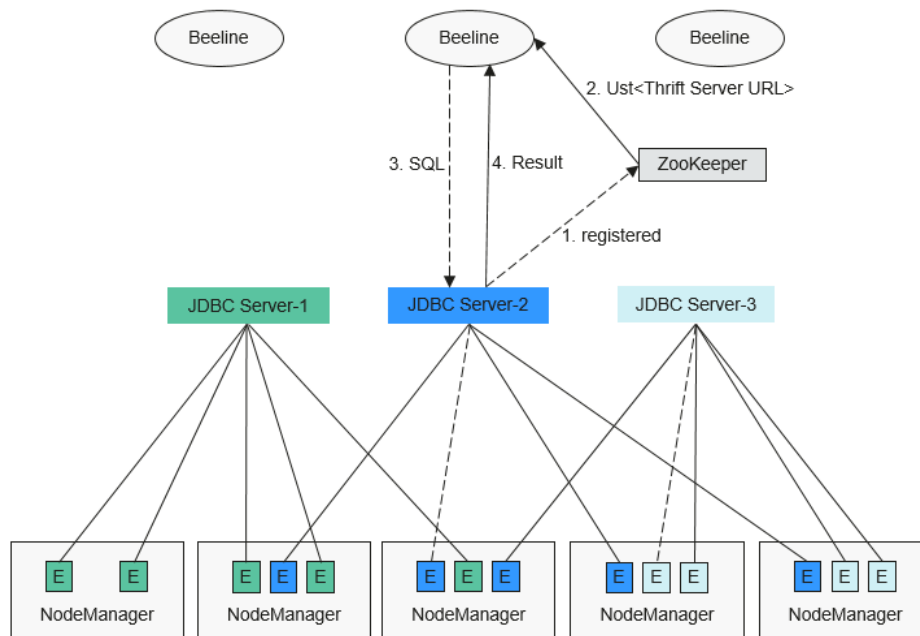 Beeline
Beeline
Beeline
2. Ust<Thrift Server URL>
3. SQL
4. Result
ZooKeeper
1. registered
JDBC Server-1
JDBC Server-2
JDBC Server-3
E
E
E
E
E
E
E
E
E
E
E
E
E
E
NodeManager
NodeManager
NodeManager
NodeManager
NodeManager